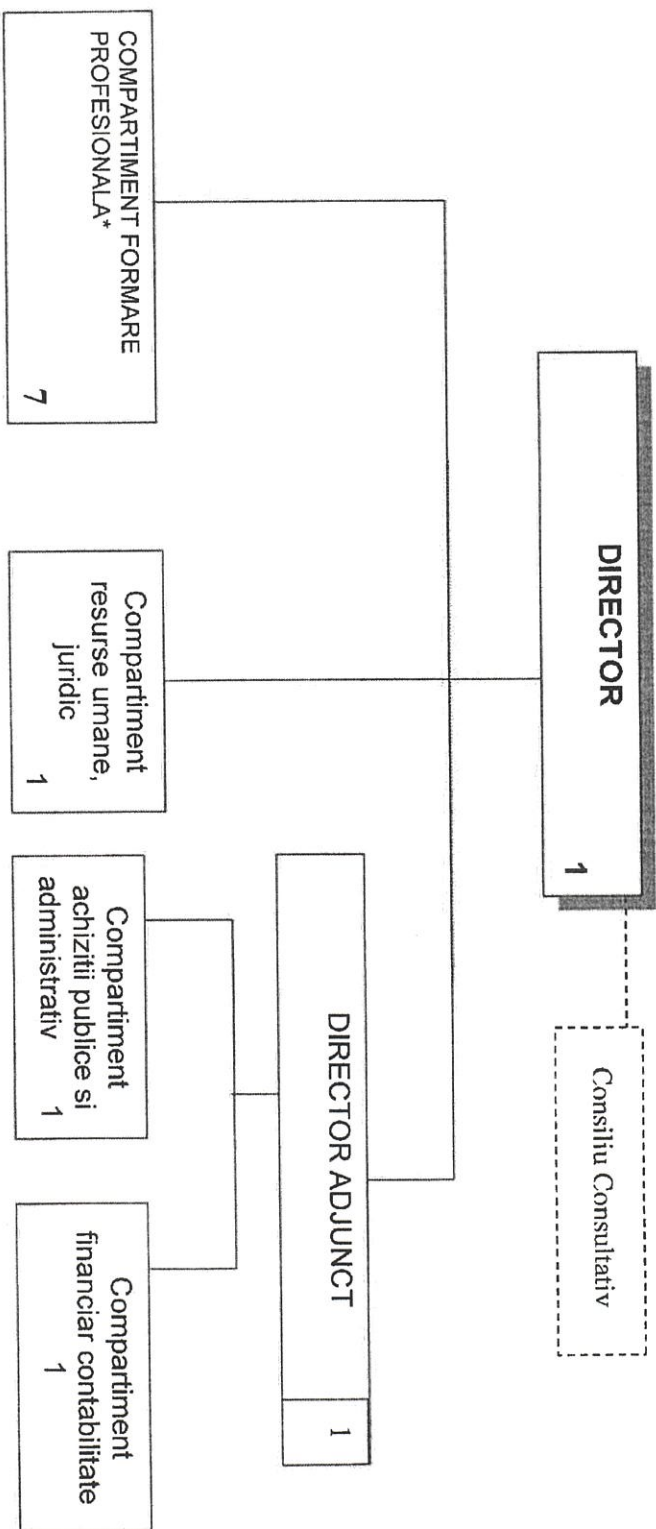 DIRECTOR
1
Consiliu Consultativ
DIRECTOR ADJUNCT
1
COMPARTIMENT FORMARE
PROFESIONALA*
7
Compartiment
resurse umane,
juridic
1
Compartiment
achizitii publice si
administrativ
1
Compartiment
financiar contabilitate
1